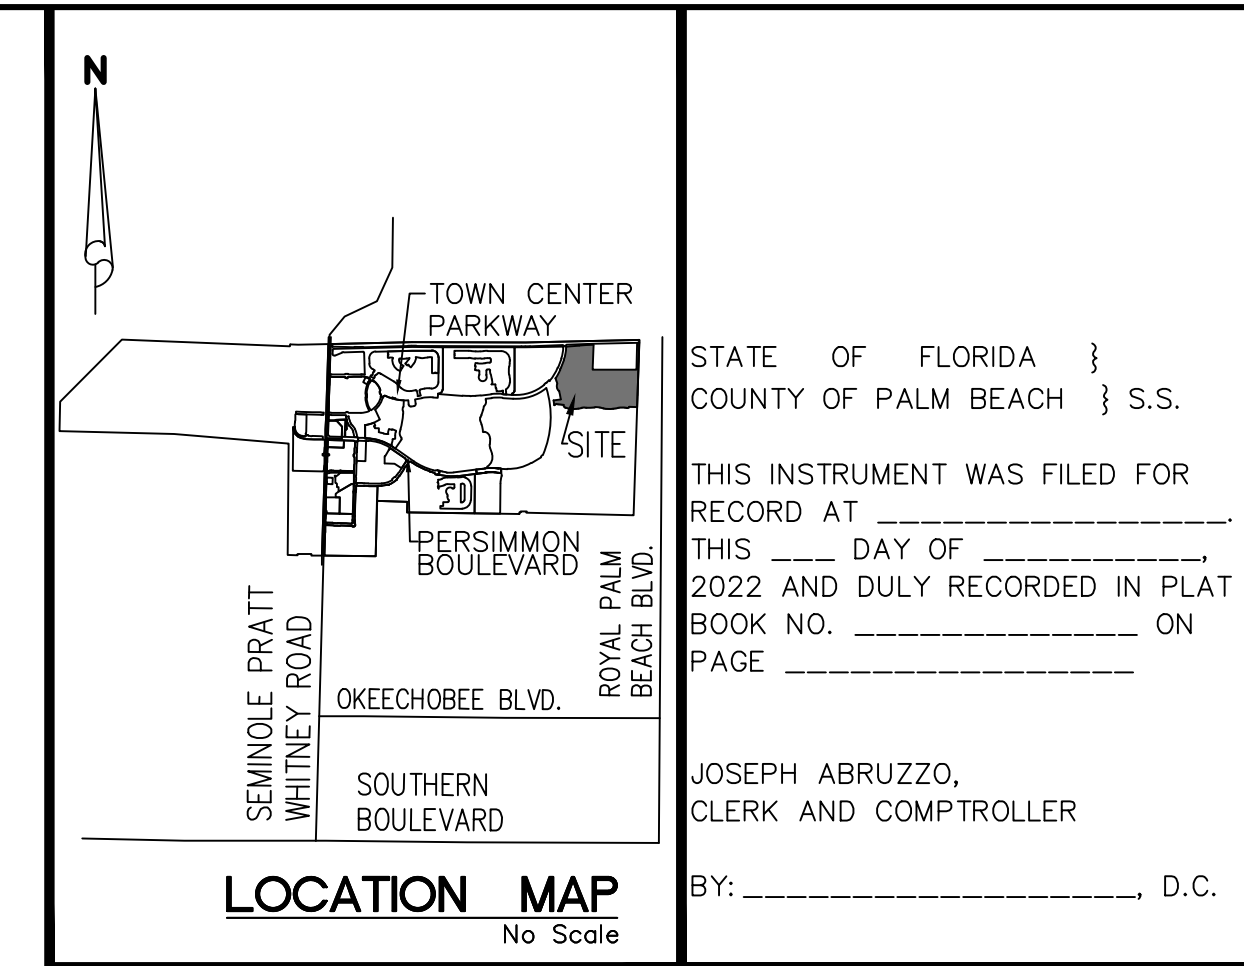 N
TOWN CENTER
PARKWAY
SITE
PERSIMMON
BOULEVARD
ROYAL PALM
BEACH BLVD.
SEMINOLE PRATT
WHITNEY ROAD
OKEECHOBEE BLVD.
SOUTHERN
BOULEVARD
LOCATION MAP
No Scale
STATE OF FLORIDA }
COUNTY OF PALM BEACH } S.S.
THIS INSTRUMENT WAS FILED FOR
RECORD AT ________________.
THIS ___ DAY OF __________,
2022 AND DULY RECORDED IN PLAT
BOOK NO. _____________ ON
PAGE ________________
JOSEPH ABRUZZO,
CLERK AND COMPTROLLER
BY: __________________, D.C.